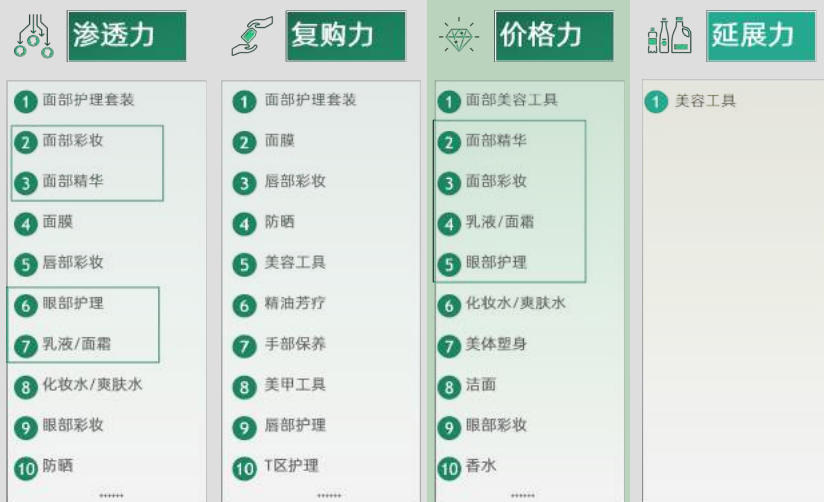 渗透力
1 面部护理套装
2 面部彩妆
3 面部精华
4 面膜
5 唇部彩妆
6 眼部护理
7 乳液/面霜
8 化妆水/爽肤水
9 眼部彩妆
10 防晒
······
复购力
1 面部护理套装
2 面膜
3 唇部彩妆
4 防晒
5 美容工具
6 精油芳疗
7 手部保养
8 美甲工具
9 唇部护理
10 T区护理
······
价格力
1 面部美容工具
2 面部精华
3 面部彩妆
4 乳液/面霜
5 眼部护理
6 化妆水/爽肤水
7 美体塑身
8 洁面
9 眼部彩妆
10 香水
······
延展力
1 美容工具